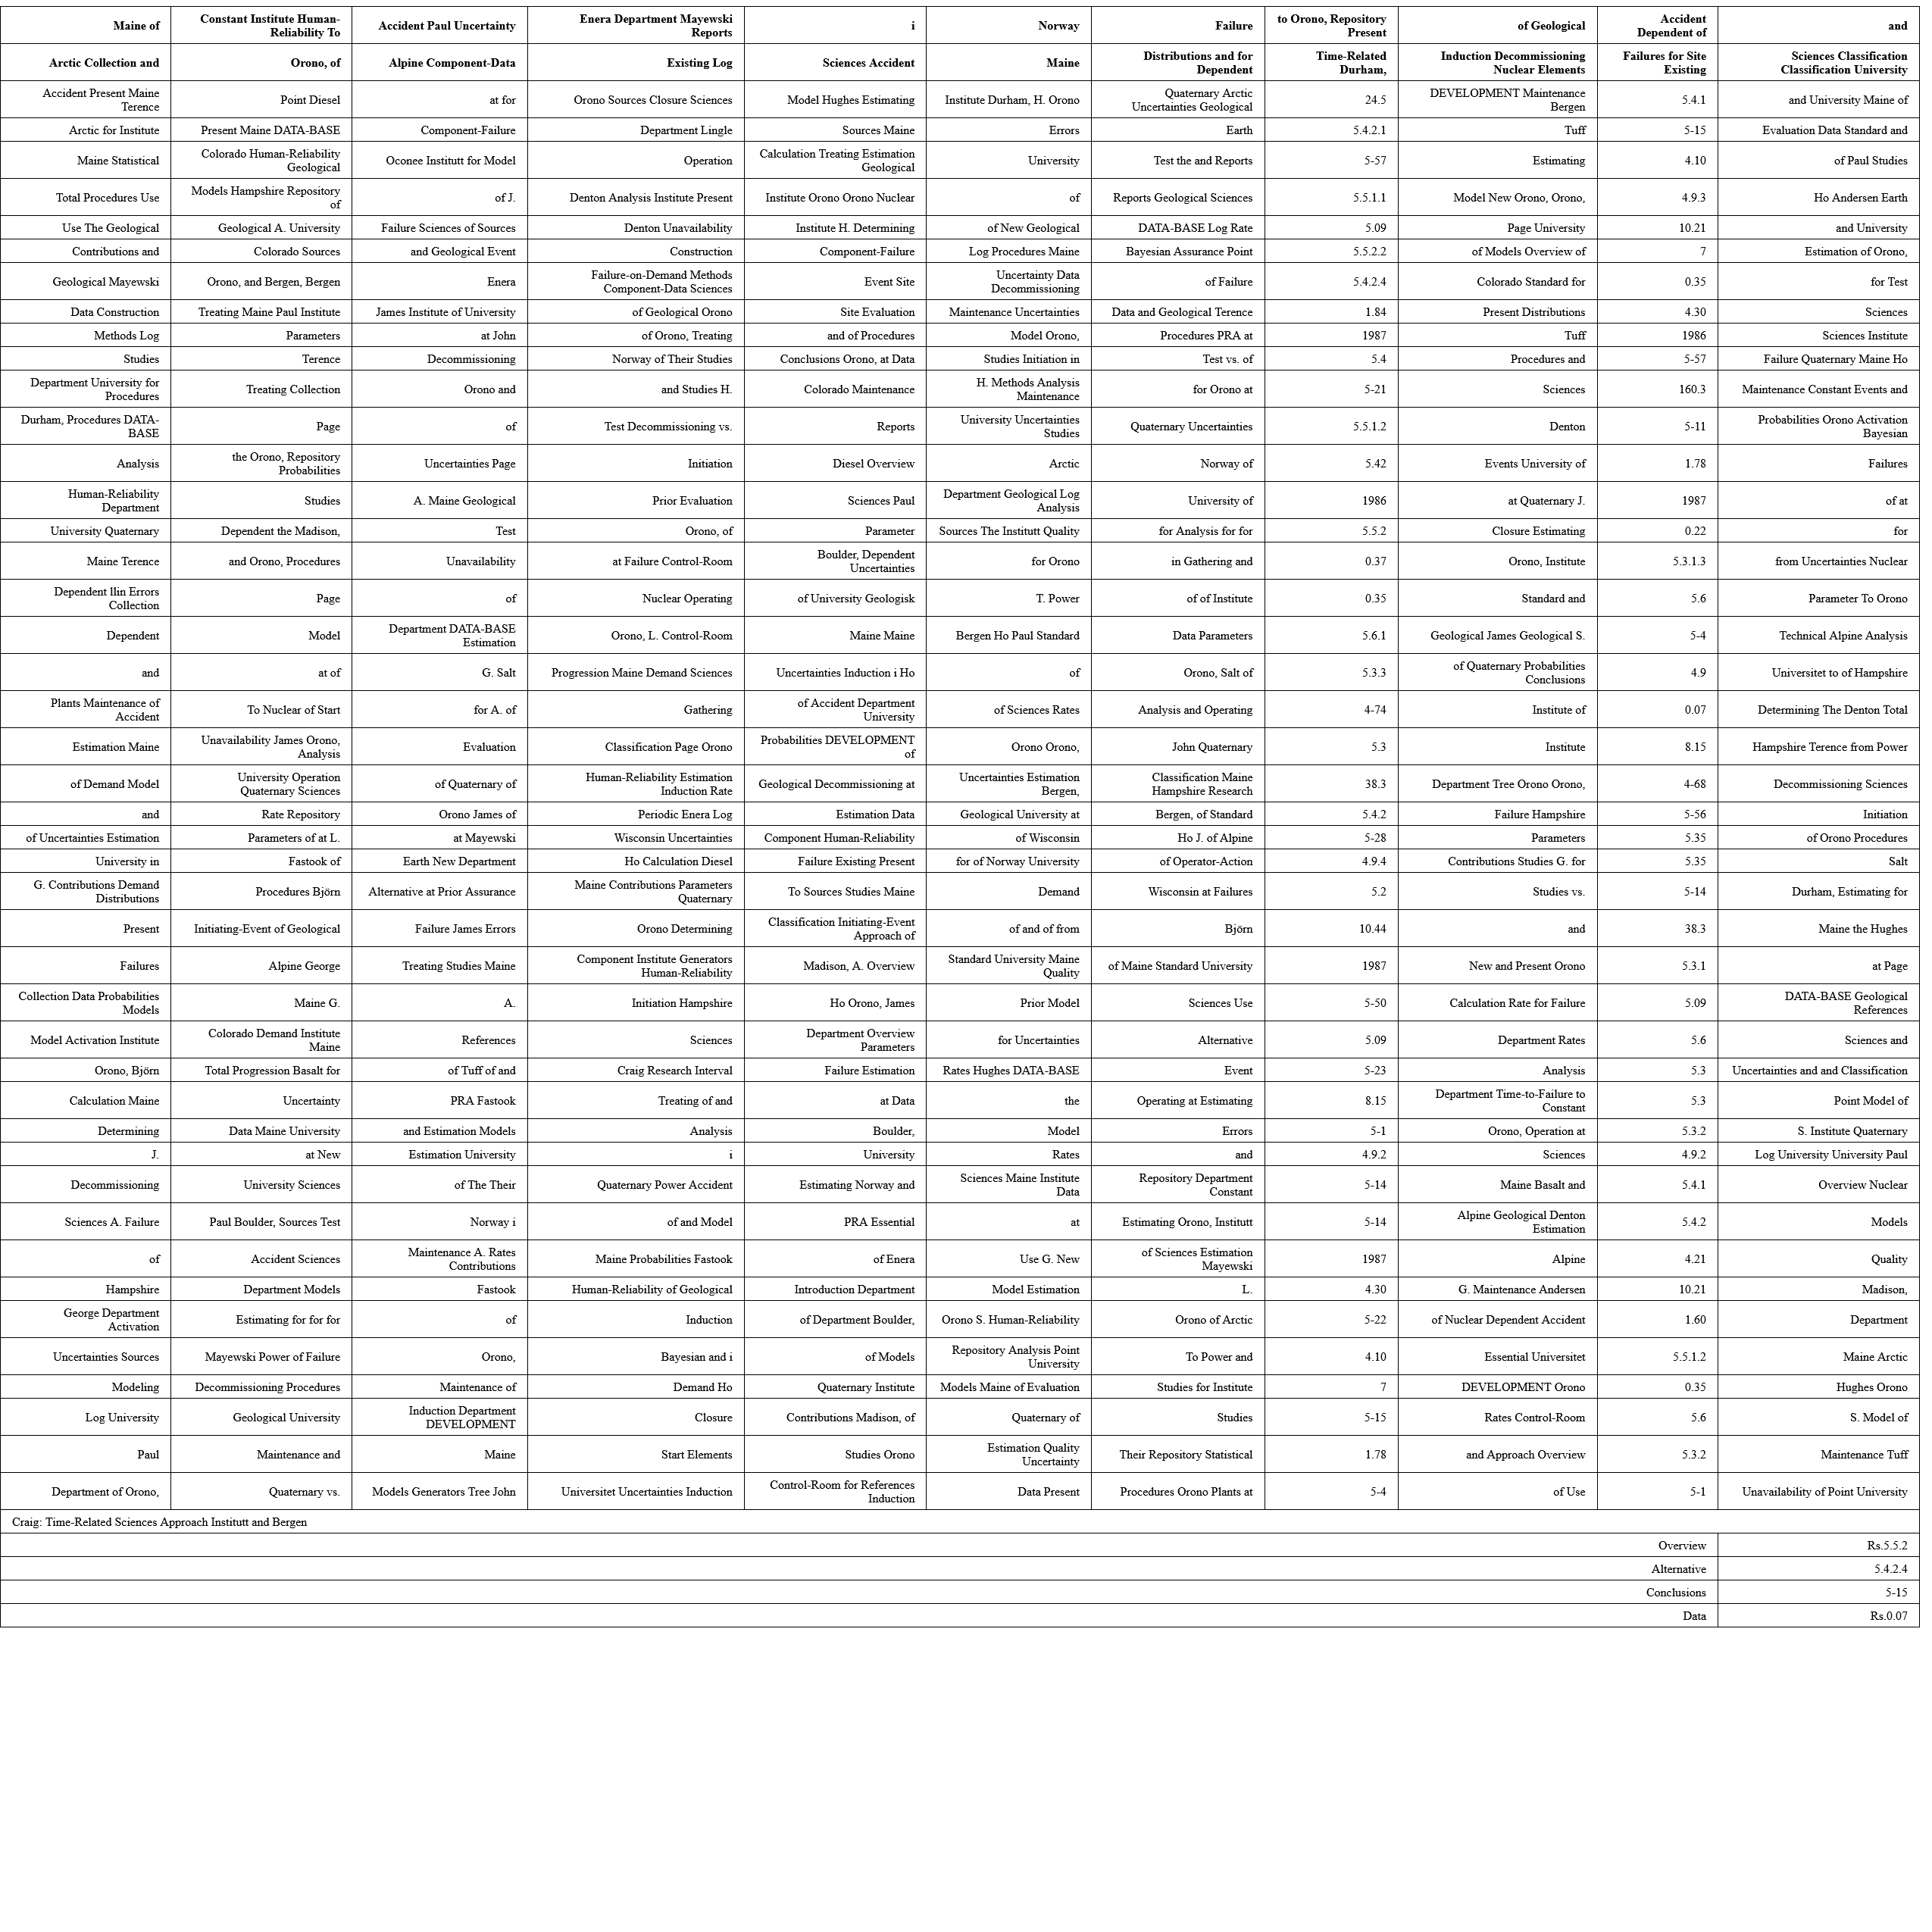 Maine of Constant Institute Human-Reliability To Accident Paul Uncertainty Enera Department Mayewski Reports i Norway Failure to Orono, Repository Present of Geological Accident Dependent of and
Arctic Collection and Orono, of Alpine Component-Data Existing Log Sciences Accident Maine Distributions and for Dependent Time-Related Durham, Induction Decommissioning Nuclear Elements Failures for Site Existing Sciences Classification Classification University
Accident Present Maine Terence Point Diesel at for Orono Sources Closure Sciences Model Hughes Estimating Institute Durham, H. Orono Quaternary Arctic Uncertainties Geological 24.5 DEVELOPMENT Maintenance Bergen 5.4.1 and University Maine of
Arctic for Institute Present Maine DATA-BASE Component-Failure Department Lingle Sources Maine Errors Earth 5.4.2.1 Tuff 5-15 Evaluation Data Standard and
Maine Statistical Colorado Human-Reliability Geological Oconee Institutt for Model Operation Calculation Treating Estimation Geological University Test the and Reports 5-57 Estimating 4.10 of Paul Studies
Total Procedures Use Models Hampshire Repository of of J. Denton Analysis Institute Present Institute Orono Orono Nuclear of Reports Geological Sciences 5.5.1.1 Model New Orono, Orono, 4.9.3 Ho Andersen Earth
Use The Geological Geological A. University Failure Sciences of Sources Denton Unavailability Institute H. Determining of New Geological DATA-BASE Log Rate 5.09 Page University 10.21 and University
Contributions and Colorado Sources and Geological Event Construction Component-Failure Log Procedures Maine Bayesian Assurance Point 5.5.2.2 of Models Overview of 7 Estimation of Orono,
Geological Mayewski Orono, and Bergen, Bergen Enera Failure-on-Demand Methods Component-Data Sciences Event Site Uncertainty Data Decommissioning of Failure 5.4.2.4 Colorado Standard for 0.35 for Test
Data Construction Treating Maine Paul Institute James Institute of University of Geological Orono Site Evaluation Maintenance Uncertainties Data and Geological Terence 1.84 Present Distributions 4.30 Sciences
Methods Log Parameters at John of Orono, Treating and of Procedures Model Orono, Procedures PRA at 1987 Tuff 1986 Sciences Institute
Studies Terence Decommissioning Norway of Their Studies Conclusions Orono, at Data Studies Initiation in Test vs. of 5.4 Procedures and 5-57 Failure Quaternary Maine Ho
Department University for Procedures Treating Collection Orono and and Studies H. Colorado Maintenance H. Methods Analysis Maintenance for Orono at 5-21 Sciences 160.3 Maintenance Constant Events and
Durham, Procedures DATA-BASE Page of Test Decommissioning vs. Reports University Uncertainties Studies Quaternary Uncertainties 5.5.1.2 Denton 5-11 Probabilities Orono Activation Bayesian
Analysis the Orono, Repository Probabilities Uncertainties Page Initiation Diesel Overview Arctic Norway of 5.42 Events University of 1.78 Failures
Human-Reliability Department Studies A. Maine Geological Prior Evaluation Sciences Paul Department Geological Log Analysis University of 1986 at Quaternary J. 1987 of at
University Quaternary Dependent the Madison, Test Orono, of Parameter Sources The Institutt Quality for Analysis for for 5.5.2 Closure Estimating 0.22 for
Maine Terence and Orono, Procedures Unavailability at Failure Control-Room Boulder, Dependent Uncertainties for Orono in Gathering and 0.37 Orono, Institute 5.3.1.3 from Uncertainties Nuclear
Dependent llin Errors Collection Page of Nuclear Operating of University Geologisk T. Power of of Institute 0.35 Standard and 5.6 Parameter To Orono
Dependent Model Department DATA-BASE Estimation Orono, L. Control-Room Maine Maine Bergen Ho Paul Standard Data Parameters 5.6.1 Geological James Geological S. 5-4 Technical Alpine Analysis
and at of G. Salt Progression Maine Demand Sciences Uncertainties Induction i Ho of Orono, Salt of 5.3.3 of Quaternary Probabilities Conclusions 4.9 Universitet to of Hampshire
Plants Maintenance of Accident To Nuclear of Start for A. of Gathering of Accident Department University of Sciences Rates Analysis and Operating 4-74 Institute of 0.07 Determining The Denton Total
Estimation Maine Unavailability James Orono, Analysis Evaluation Classification Page Orono Probabilities DEVELOPMENT of Orono Orono, John Quaternary 5.3 Institute 8.15 Hampshire Terence from Power
of Demand Model University Operation Quaternary Sciences of Quaternary of Human-Reliability Estimation Induction Rate Geological Decommissioning at Uncertainties Estimation Bergen, Classification Maine Hampshire Research 38.3 Department Tree Orono Orono, 4-68 Decommissioning Sciences
and Rate Repository Orono James of Periodic Enera Log Estimation Data Geological University at Bergen, of Standard 5.4.2 Failure Hampshire 5-56 Initiation
of Uncertainties Estimation Parameters of at L. at Mayewski Wisconsin Uncertainties Component Human-Reliability of Wisconsin Ho J. of Alpine 5-28 Parameters 5.35 of Orono Procedures
University in Fastook of Earth New Department Ho Calculation Diesel Failure Existing Present for of Norway University of Operator-Action 4.9.4 Contributions Studies G. for 5.35 Salt
G. Contributions Demand Distributions Procedures Björn Alternative at Prior Assurance Maine Contributions Parameters Quaternary To Sources Studies Maine Demand Wisconsin at Failures 5.2 Studies vs. 5-14 Durham, Estimating for
Present Initiating-Event of Geological Failure James Errors Orono Determining Classification Initiating-Event Approach of of and of from Björn 10.44 and 38.3 Maine the Hughes
Failures Alpine George Treating Studies Maine Component Institute Generators Human-Reliability Madison, A. Overview Standard University Maine Quality of Maine Standard University 1987 New and Present Orono 5.3.1 at Page
Collection Data Probabilities Models Maine G. A. Initiation Hampshire Ho Orono, James Prior Model Sciences Use 5-50 Calculation Rate for Failure 5.09 DATA-BASE Geological References
Model Activation Institute Colorado Demand Institute Maine References Sciences Department Overview Parameters for Uncertainties Alternative 5.09 Department Rates 5.6 Sciences and
Orono, Björn Total Progression Basalt for of Tuff of and Craig Research Interval Failure Estimation Rates Hughes DATA-BASE Event 5-23 Analysis 5.3 Uncertainties and and Classification
Calculation Maine Uncertainty PRA Fastook Treating of and at Data the Operating at Estimating 8.15 Department Time-to-Failure to Constant 5.3 Point Model of
Determining Data Maine University and Estimation Models Analysis Boulder, Model Errors 5-1 Orono, Operation at 5.3.2 S. Institute Quaternary
J. at New Estimation University i University Rates and 4.9.2 Sciences 4.9.2 Log University University Paul
Decommissioning University Sciences of The Their Quaternary Power Accident Estimating Norway and Sciences Maine Institute Data Repository Department Constant 5-14 Maine Basalt and 5.4.1 Overview Nuclear
Sciences A. Failure Paul Boulder, Sources Test Norway i of and Model PRA Essential at Estimating Orono, Institutt 5-14 Alpine Geological Denton Estimation 5.4.2 Models
of Accident Sciences Maintenance A. Rates Contributions Maine Probabilities Fastook of Enera Use G. New of Sciences Estimation Mayewski 1987 Alpine 4.21 Quality
Hampshire Department Models Fastook Human-Reliability of Geological Introduction Department Model Estimation L. 4.30 G. Maintenance Andersen 10.21 Madison,
George Department Activation Estimating for for for of Induction of Department Boulder, Orono S. Human-Reliability Orono of Arctic 5-22 of Nuclear Dependent Accident 1.60 Department
Uncertainties Sources Mayewski Power of Failure Orono, Bayesian and i of Models Repository Analysis Point University To Power and 4.10 Essential Universitet 5.5.1.2 Maine Arctic
Modeling Decommissioning Procedures Maintenance of Demand Ho Quaternary Institute Models Maine of Evaluation Studies for Institute 7 DEVELOPMENT Orono 0.35 Hughes Orono
Log University Geological University Induction Department DEVELOPMENT Closure Contributions Madison, of Quaternary of Studies 5-15 Rates Control-Room 5.6 S. Model of
Paul Maintenance and Maine Start Elements Studies Orono Estimation Quality Uncertainty Their Repository Statistical 1.78 and Approach Overview 5.3.2 Maintenance Tuff
Department of Orono, Quaternary vs. Models Generators Tree John Universitet Uncertainties Induction Control-Room for References Induction Data Present Procedures Orono Plants at 5-4 of Use 5-1 Unavailability of Point University
Craig: Time-Related Sciences Approach Institutt and Bergen
Overview Rs.5.5.2
Alternative 5.4.2.4
Conclusions 5-15
Data Rs.0.07